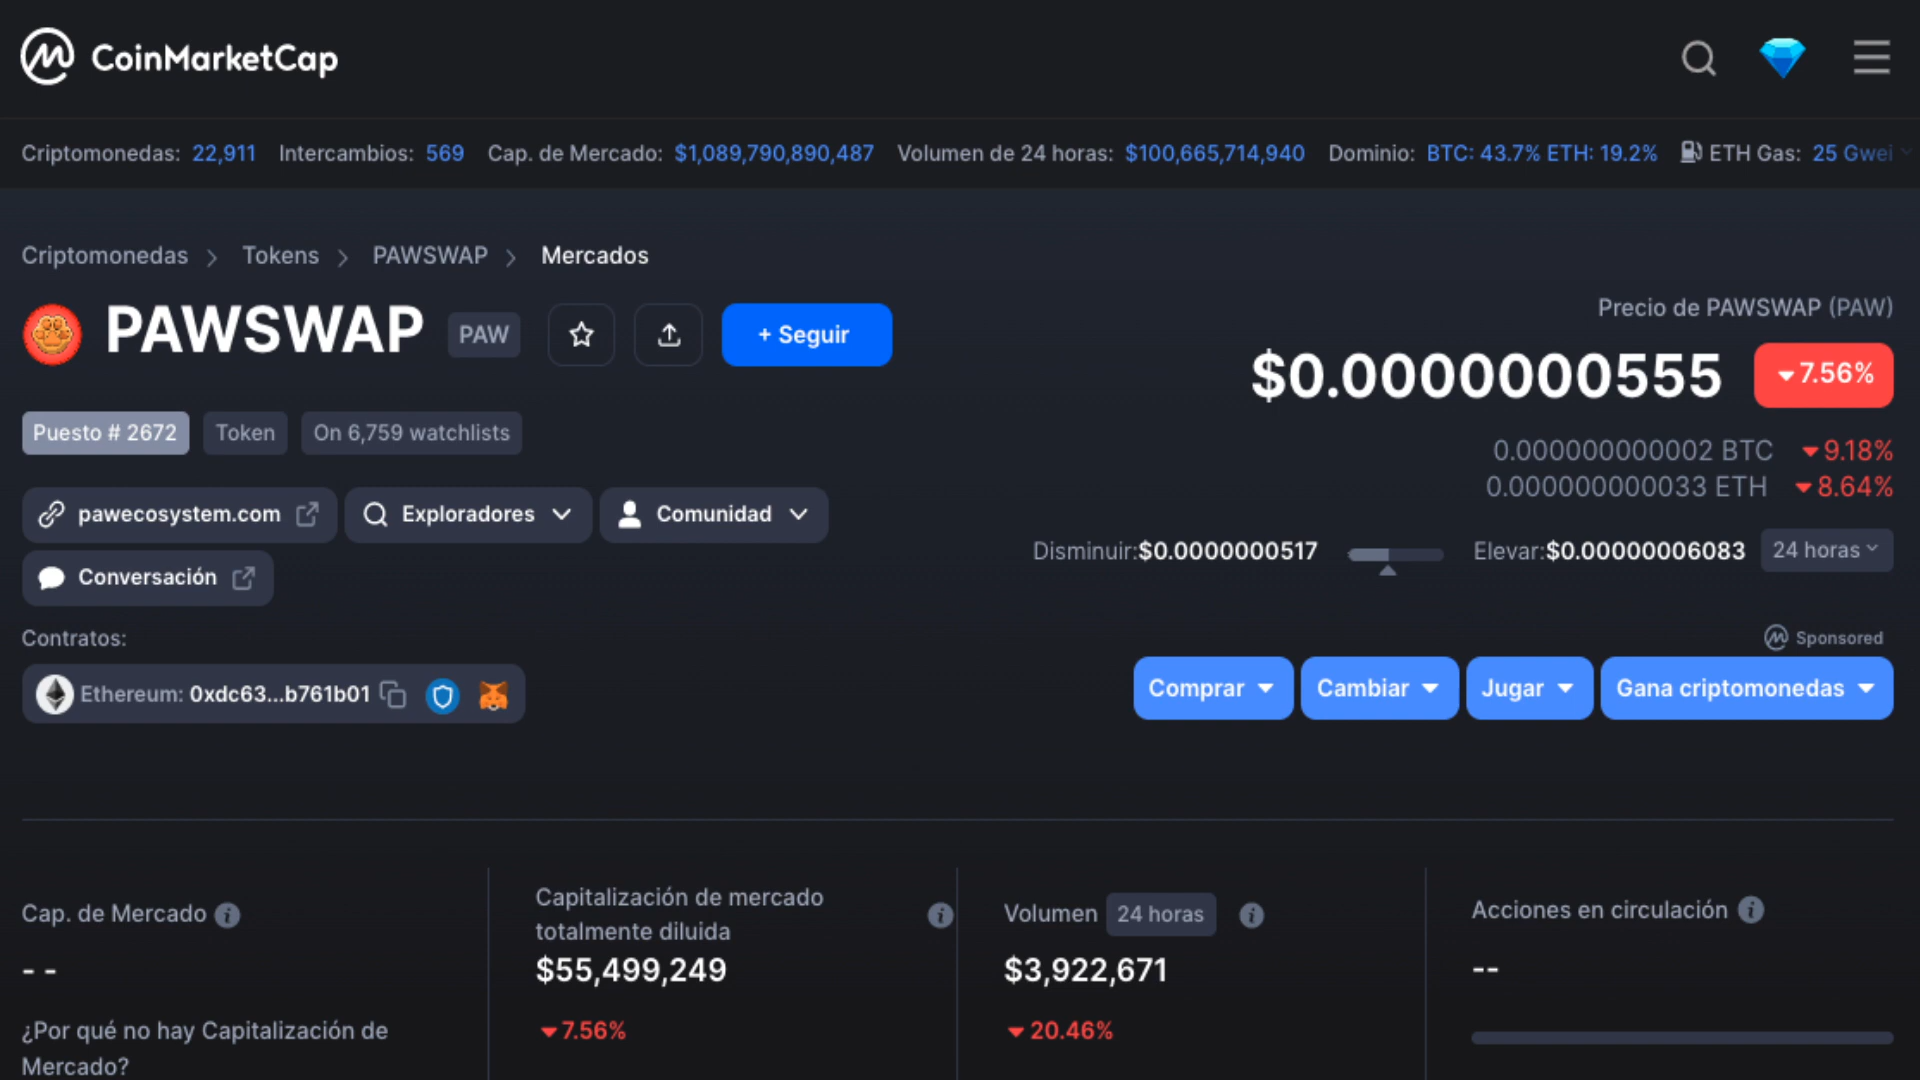 CoinMarketCap
Criptomonedas: 22,911 Intercambios: 569 Cap. de Mercado: $1,089,790,890,487 Volumen de 24 horas: $100,665,714,940 Dominio: BTC: 43.7% ETH: 19.2% ETH Gas: 25 Gwei
Criptomonedas > Tokens > PAWSWAP > Mercados
PAWSWAP PAW + Seguir
Puesto # 2672 Token On 6,759 watchlists
pawecosystem.com Exploradores Comunidad
Conversación
Contratos:
Ethereum: 0xdc63...b761b01
Precio de PAWSWAP (PAW)
$0.0000000555 7.56%
0.000000000002 BTC 9.18%
0.000000000033 ETH 8.64%
Disminuir:$0.0000000517 Elevar:$0.00000006083 24 horas
Sponsored
Comprar Cambiar Jugar Gana criptomonedas
Cap. de Mercado
- -
¿Por qué no hay Capitalización de
Mercado?
Capitalización de mercado
totalmente diluida
$55,499,249
7.56%
Volumen 24 horas
$3,922,671
20.46%
Acciones en circulación
--